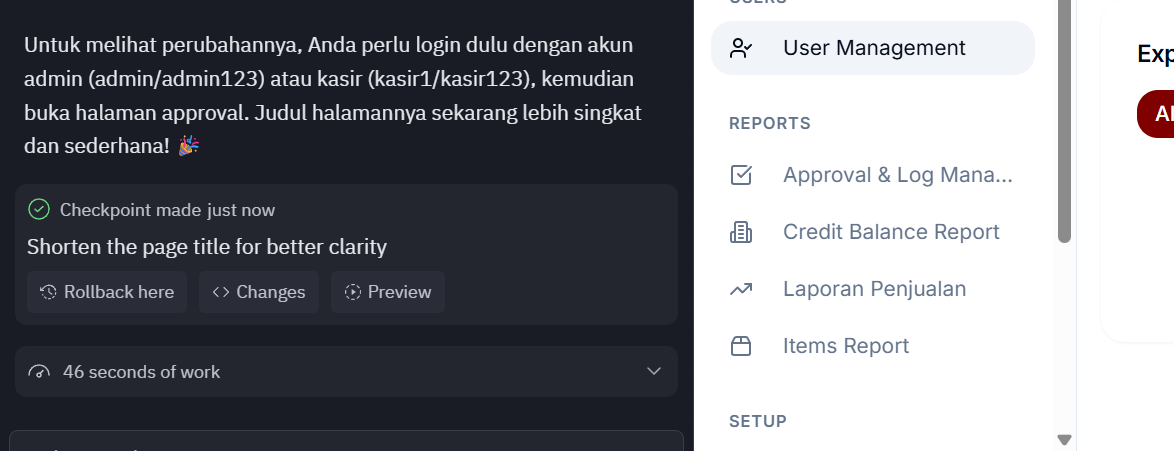 Untuk melihat perubahannya, Anda perlu login dulu dengan akun
admin (admin/admin123) atau kasir (kasir1/kasir123), kemudian
buka halaman approval. Judul halamannya sekarang lebih singkat
dan sederhana! 🎉
Checkpoint made just now
Shorten the page title for better clarity
Rollback here
Changes
Preview
46 seconds of work
User Management
REPORTS
Approval & Log Mana...
Credit Balance Report
Laporan Penjualan
Items Report
SETUP